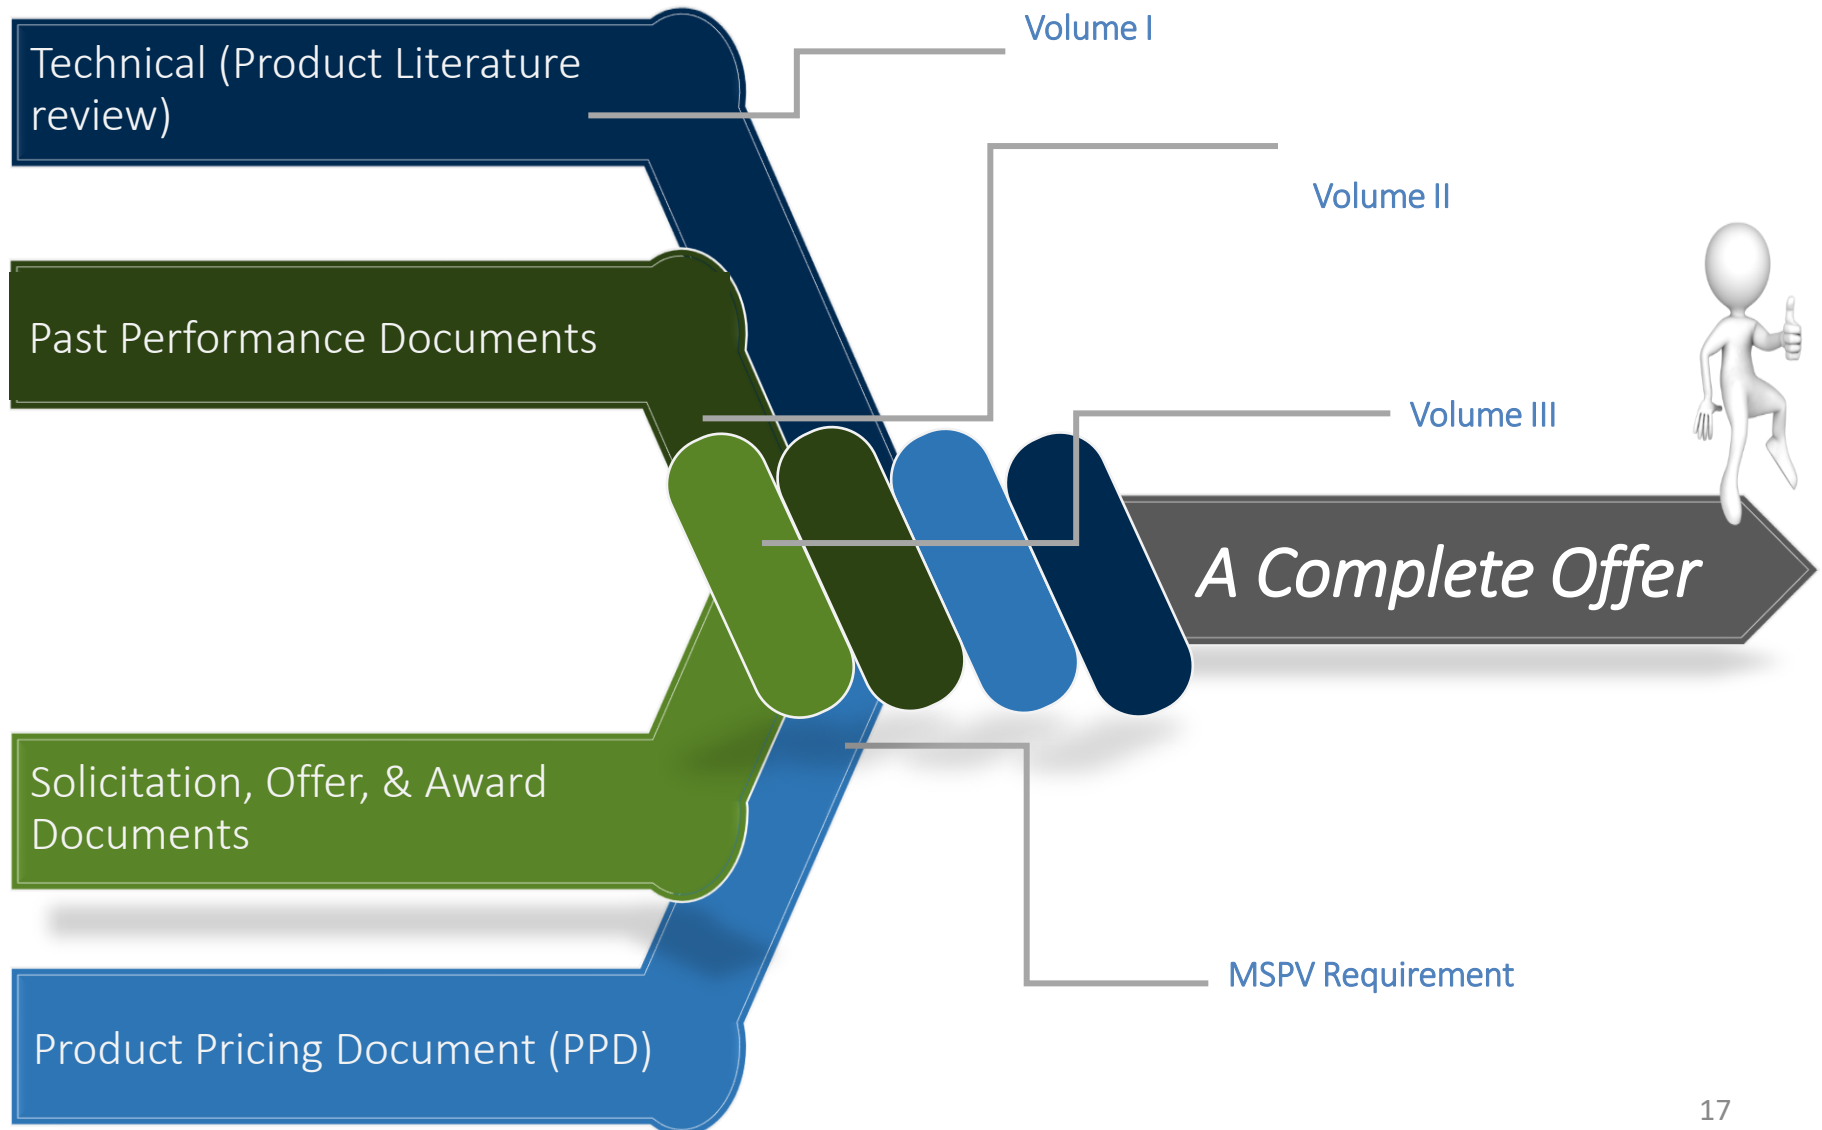 Technical (Product Literature
review)
Volume I
Volume II
Past Performance Documents
Volume III
A Complete Offer
Solicitation, Offer, & Award
Documents
MSPV Requirement
Product Pricing Document (PPD)
17